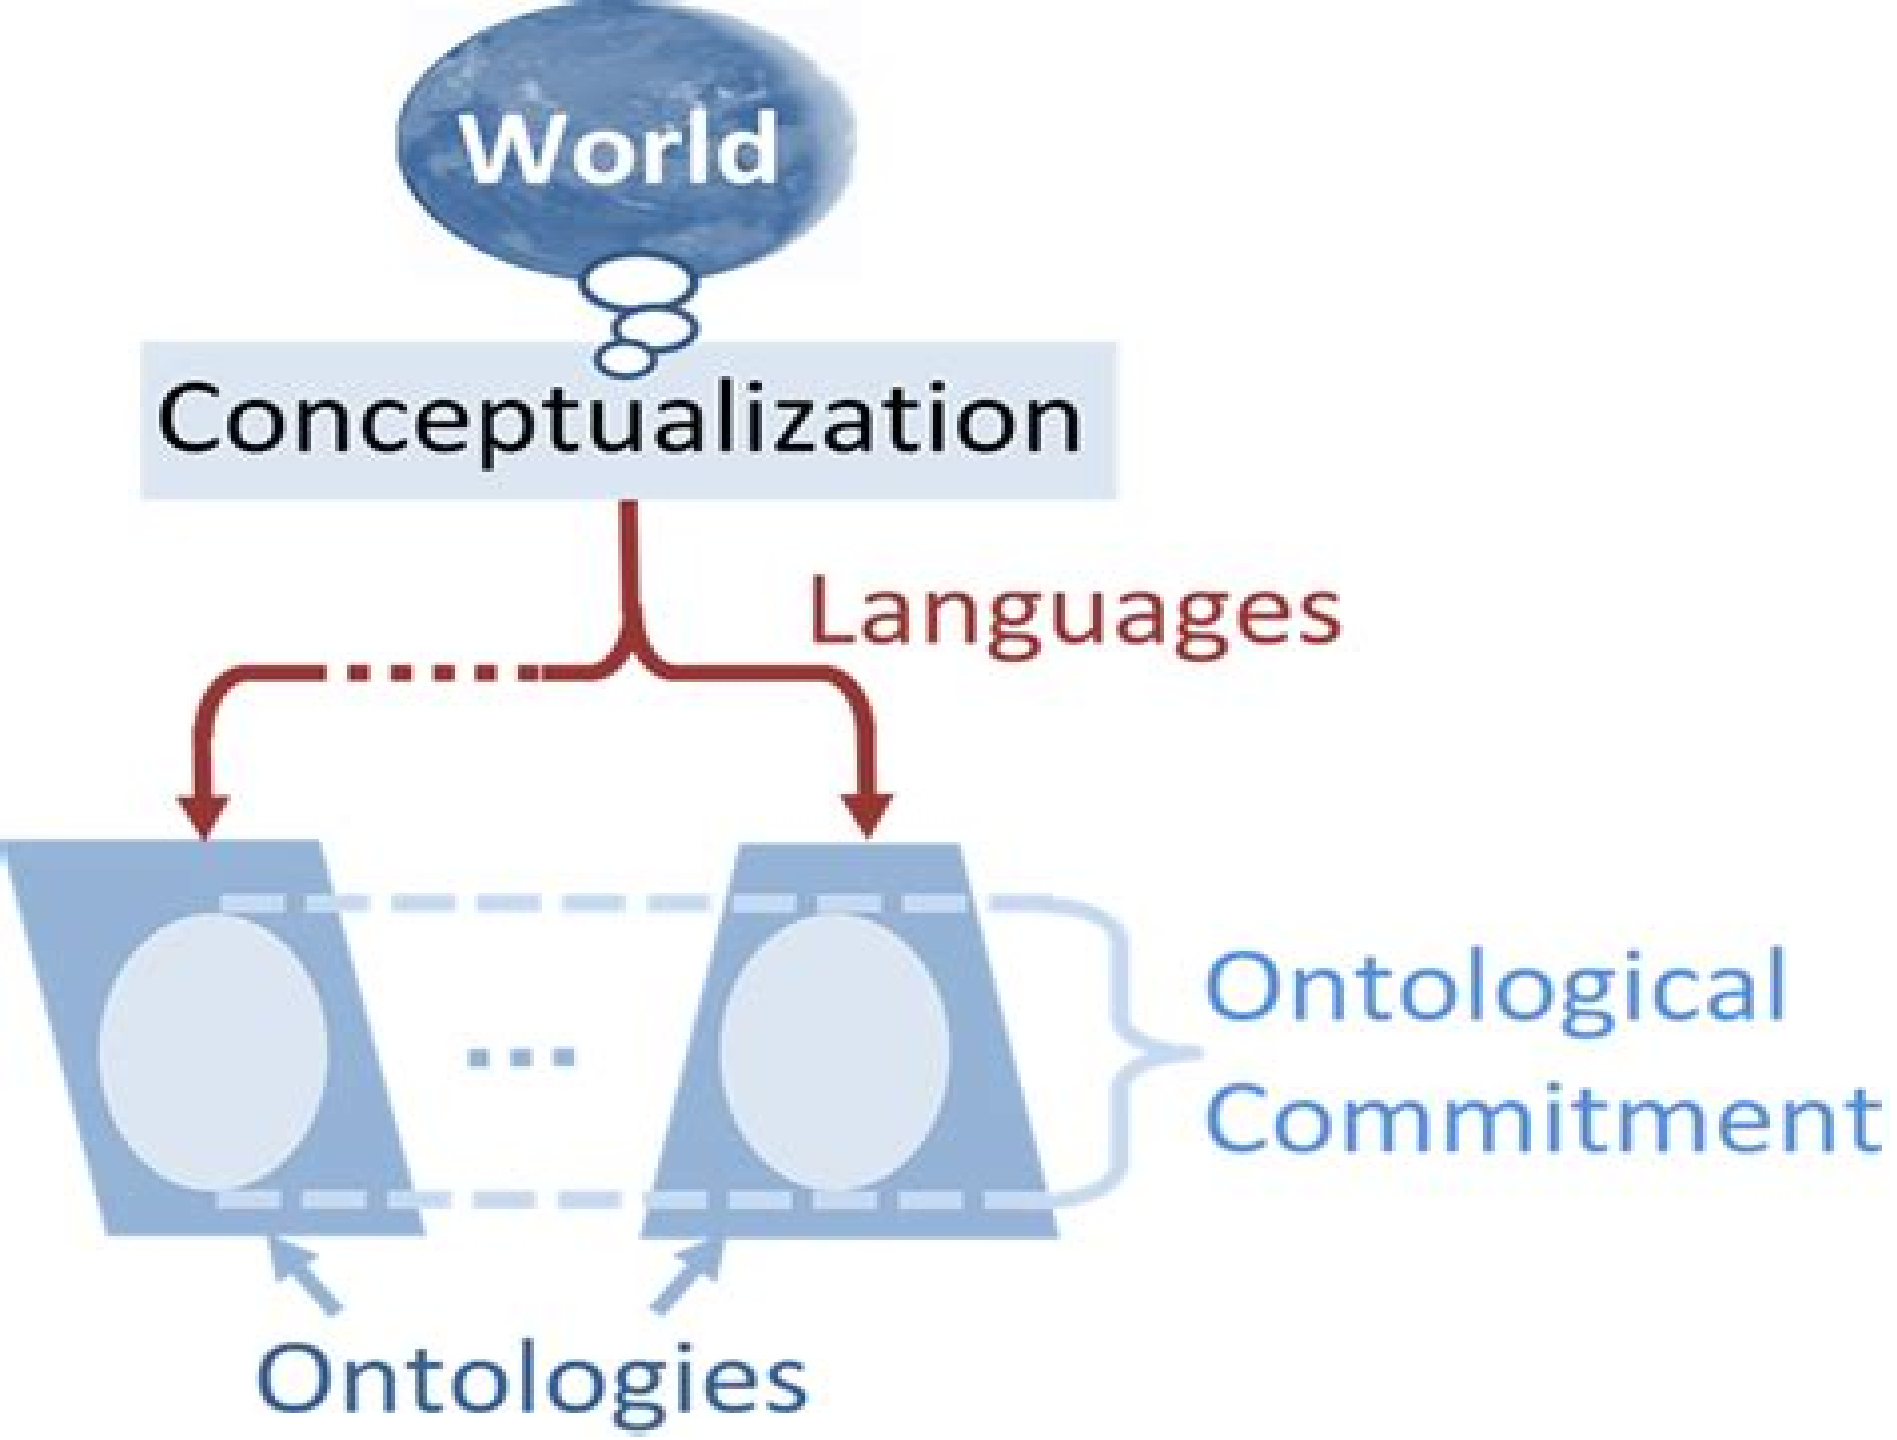 World
Conceptualization
Languages
Ontological
Commitment
Ontologies